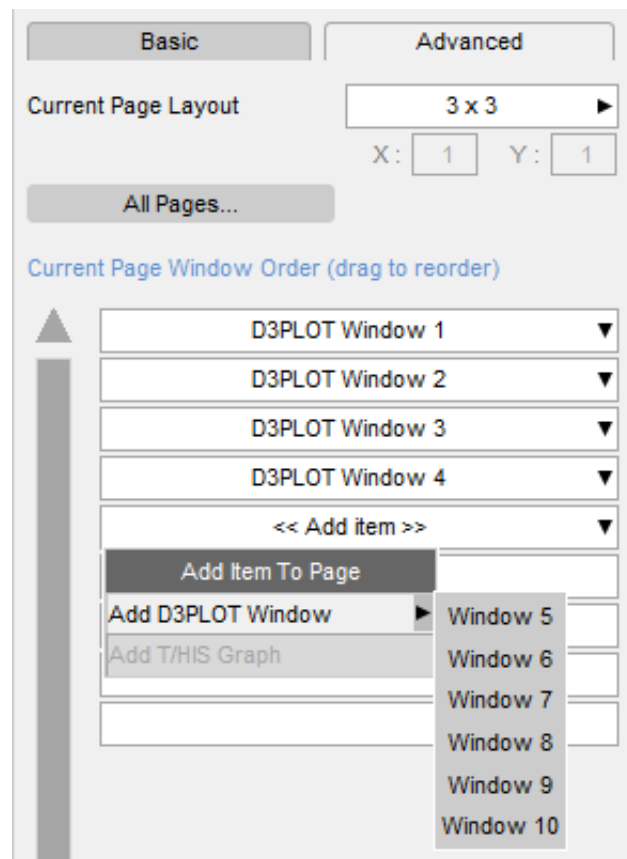 Basic Advanced
Current Page Layout 3 x 3
X : 1 Y : 1
All Pages...
Current Page Window Order (drag to reorder)
D3PLOT Window 1
D3PLOT Window 2
D3PLOT Window 3
D3PLOT Window 4
<< Add item >>
Add Item To Page
Add D3PLOT Window
Add T/HIS Graph
Window 5
Window 6
Window 7
Window 8
Window 9
Window 10